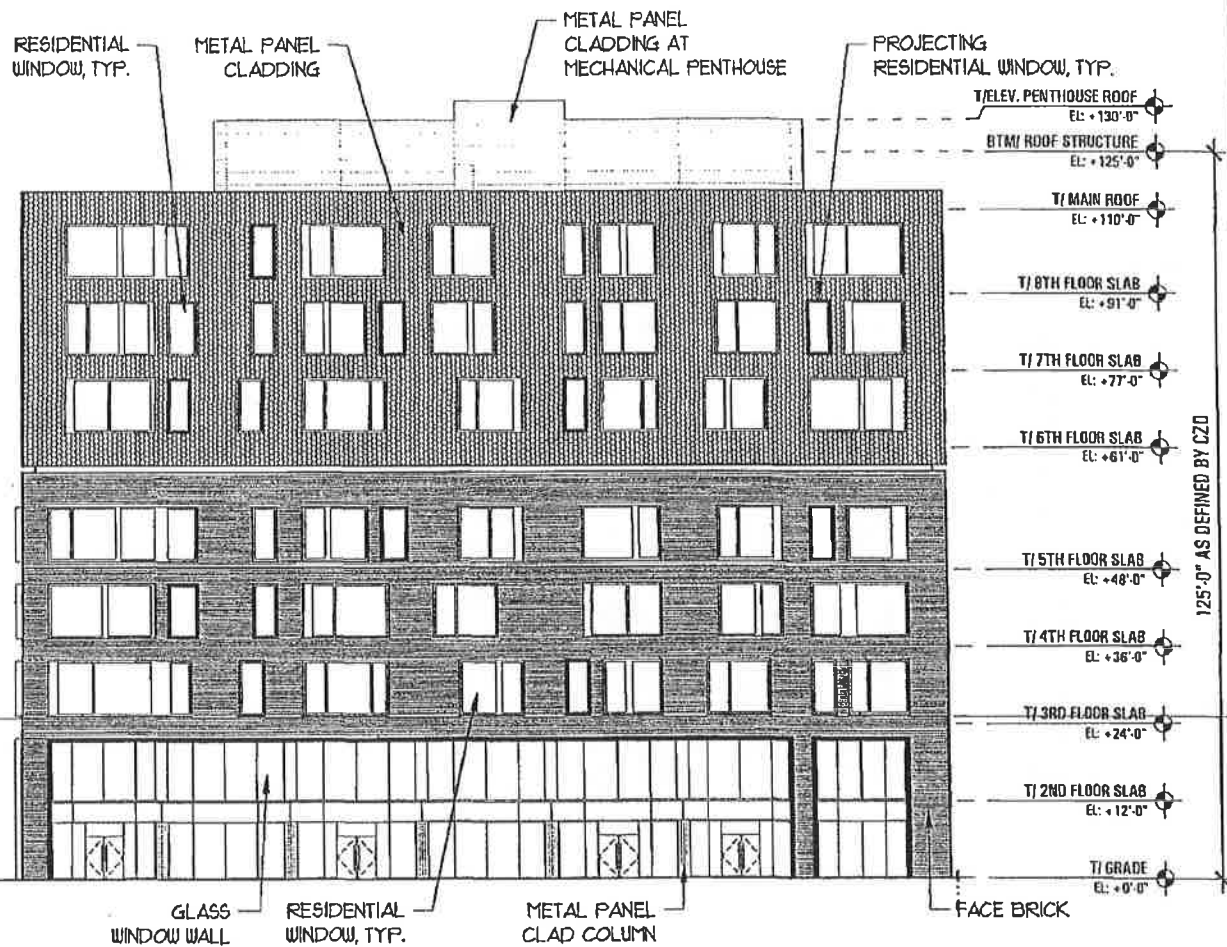 METAL PANEL
CLADDING AT
MECHANICAL PENTHOUSE
RESIDENTIAL
WINDOW, TYP.
METAL PANEL
CLADDING
PROJECTING
RESIDENTIAL WINDOW, TYP.
T/ELEV. PENTHOUSE ROOF
EL: +130'-0"
BTM/ ROOF STRUCTURE
EL: +125'-0"
T/ MAIN ROOF
EL: +110'-0"
T/ 8TH FLOOR SLAB
EL: +91'-0"
T/ 7TH FLOOR SLAB
EL: +77'-0"
T/ 6TH FLOOR SLAB
EL: +61'-0"
T/ 5TH FLOOR SLAB
EL: +48'-0"
T/ 4TH FLOOR SLAB
EL: +36'-0"
T/ 3RD FLOOR SLAB
EL: +24'-0"
T/ 2ND FLOOR SLAB
EL: +12'-0"
T/ GRADE
EL: +0'-0"
125'-0" AS DEFINED BY CZO
GLASS
WINDOW WALL
RESIDENTIAL
WINDOW, TYP.
METAL PANEL
CLAD COLUMN
FACE BRICK